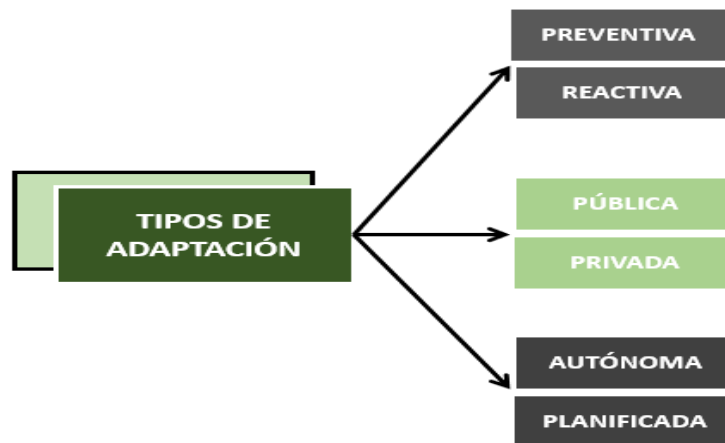 TIPOS DE
ADAPTACIÓN
PREVENTIVA
REACTIVA
PÚBLICA
PRIVADA
AUTÓNOMA
PLANIFICADA